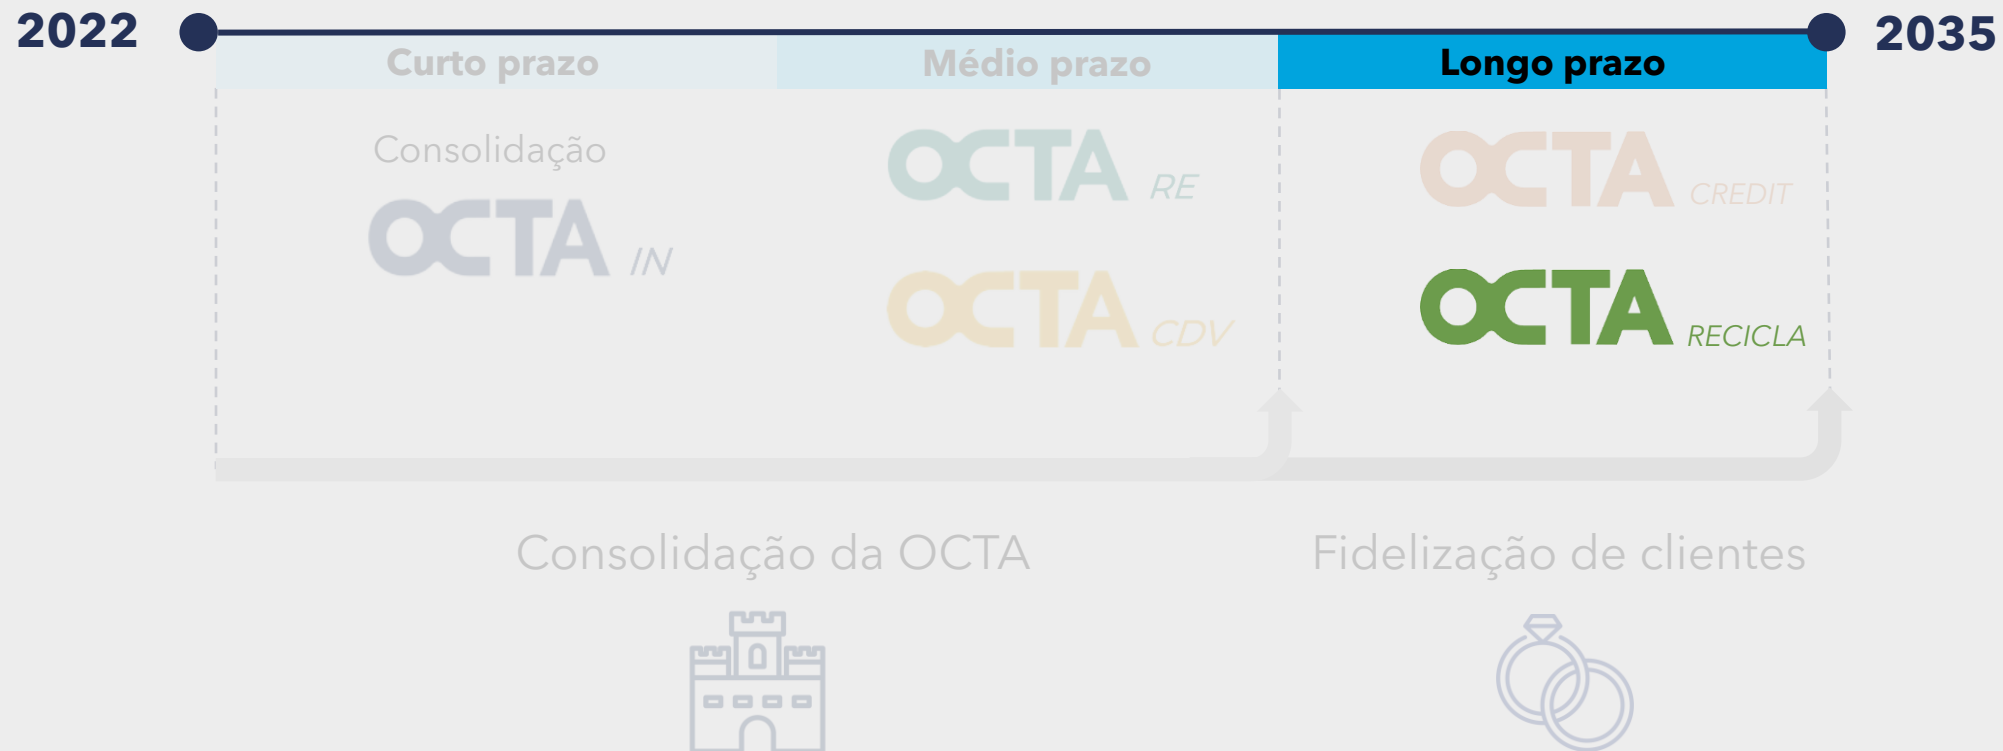 2022
2035
Curto prazo
Médio prazo
Longo prazo
Consolidação
OCTA IN
OCTA RE
OCTA CDV
OCTA CREDIT
OCTA RECICLA
Consolidação da OCTA
Fidelização de clientes